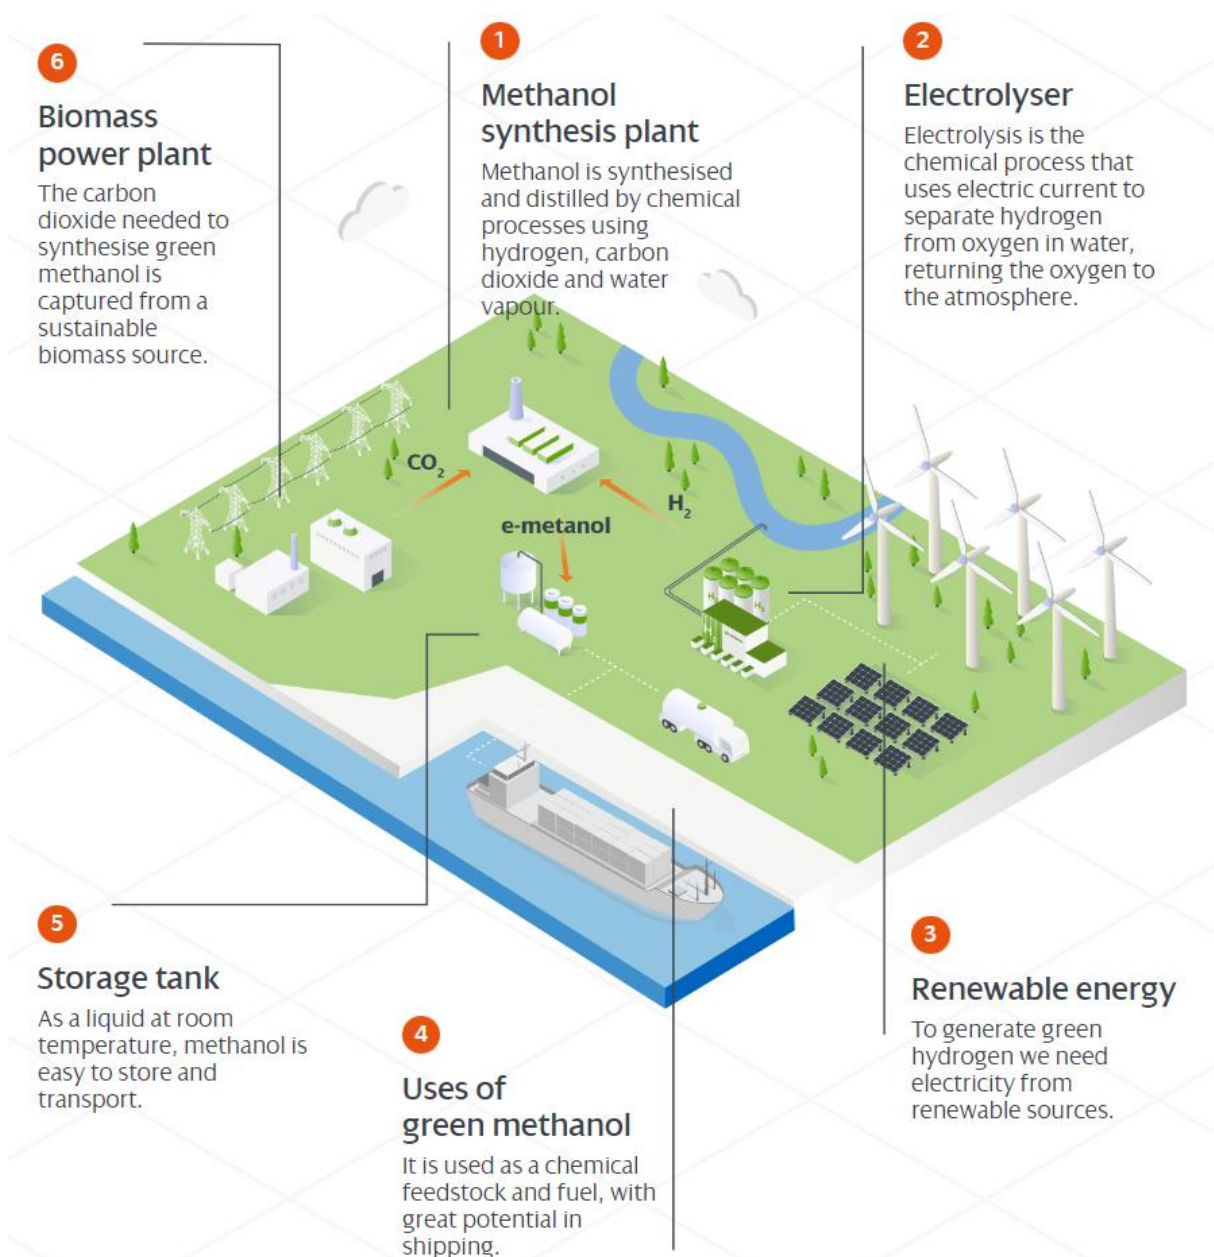 6
Biomass
power plant
The carbon
dioxide needed to
synthesise green
methanol is
captured from a
sustainable
biomass source.
1
Methanol
synthesis plant
Methanol is synthesised
and distilled by chemical
processes using
hydrogen, carbon
dioxide and water
vapour.
2
Electrolyser
Electrolysis is the
chemical process that
uses electric current to
separate hydrogen
from oxygen in water,
returning the oxygen to
the atmosphere.
CO2
H2
e-metanol
H2
H2
5
Storage tank
As a liquid at room
temperature, methanol is
easy to store and
transport.
4
Uses of
green methanol
It is used as a chemical
feedstock and fuel, with
great potential in
shipping.
3
Renewable energy
To generate green
hydrogen we need
electricity from
renewable sources.